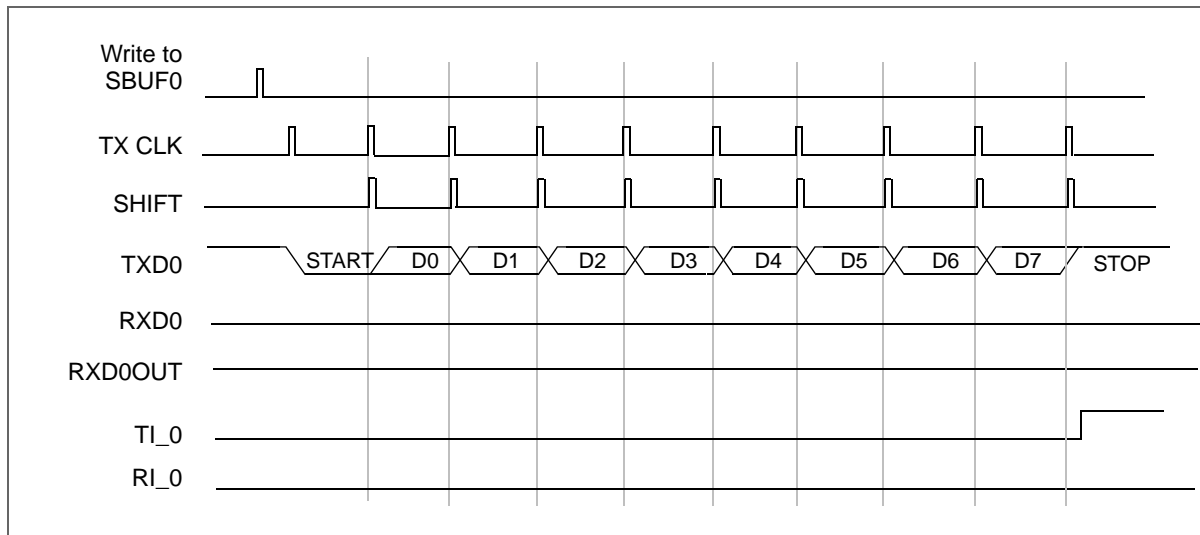 Write to
SBUF0
TX CLK
SHIFT
TXD0
START D0 D1 D2 D3 D4 D5 D6 D7 STOP
RXD0
RXD0OUT
TI_0
RI_0